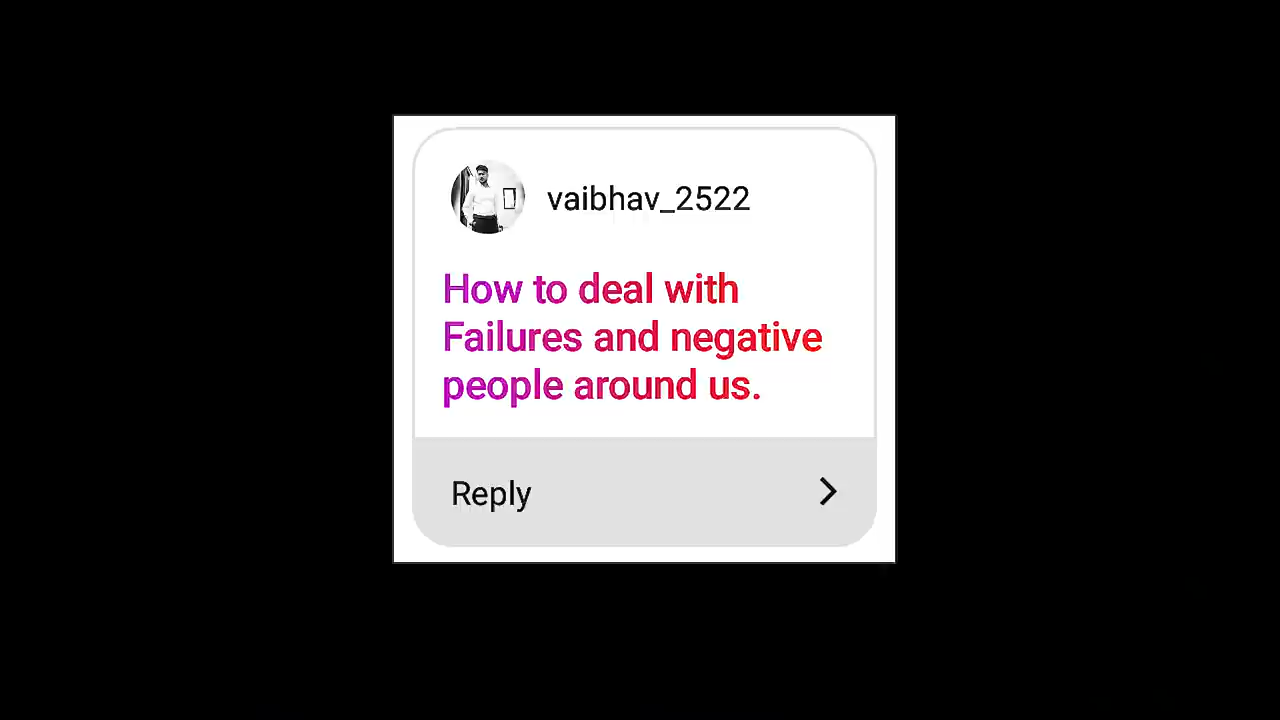 vaibhav_2522
How to deal with
Failures and negative
people around us.
Reply